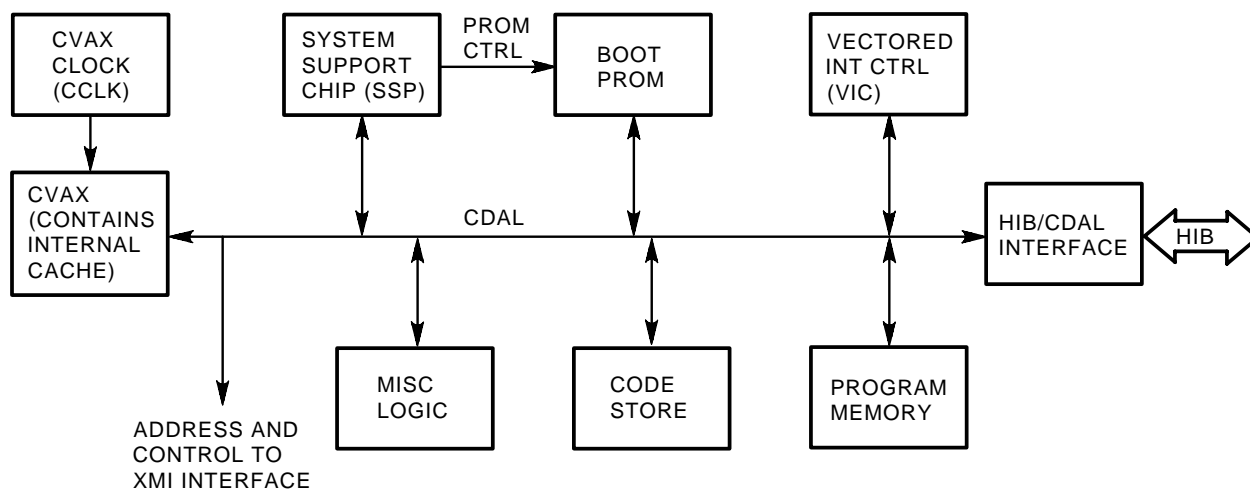 CVAX
CLOCK
(CCLK)
SYSTEM
SUPPORT
CHIP (SSP)
PROM
CTRL
BOOT
PROM
VECTORED
INT CTRL
(VIC)
CVAX
(CONTAINS
INTERNAL
CACHE)
CDAL
HIB/CDAL
INTERFACE
HIB
MISC
LOGIC
CODE
STORE
PROGRAM
MEMORY
ADDRESS AND
CONTROL TO
XMI INTERFACE